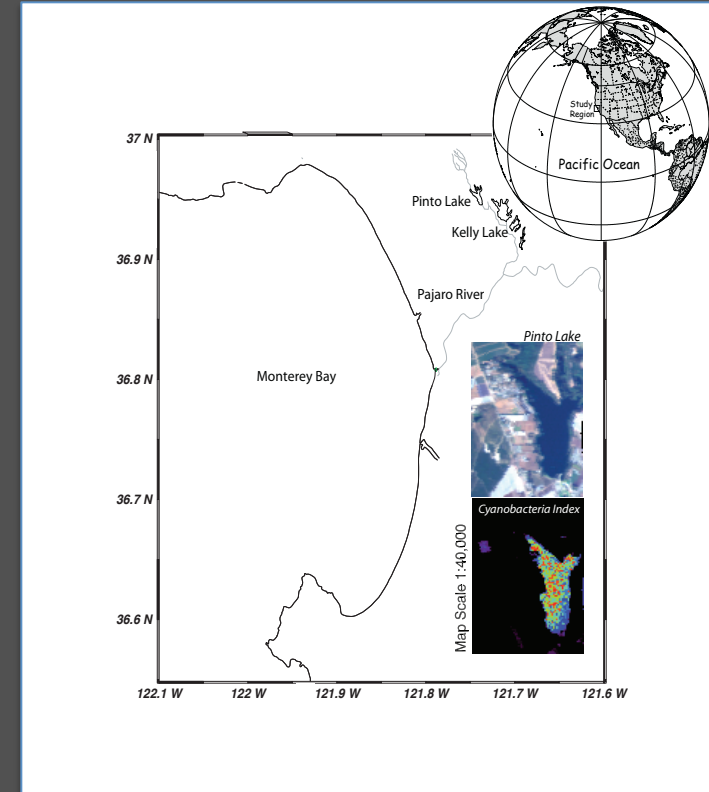 Study
Region
Pacific Ocean
37 N
Pinto Lake
Kelly Lake
36.9 N
Pajaro River
Pinto Lake
Monterey Bay
36.8 N
36.7 N
Cyanobacteria Index
Map Scale 1:40,000
36.6 N
122.1 W
122 W
121.9 W
121.8 W
121.7 W
121.6 W